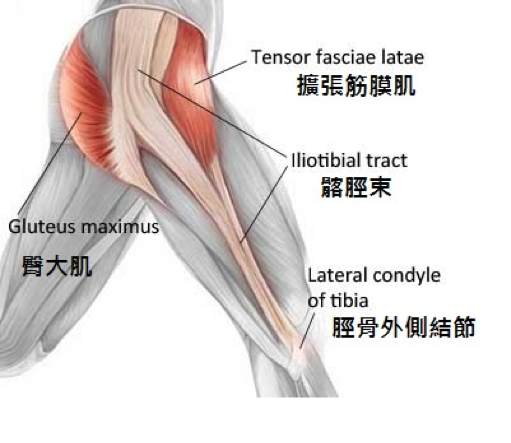 Tensor fasciae latae
擴張筋膜肌
Iliotibial tract
髂脛束
Gluteus maximus
臀大肌
Lateral condyle
of tibia
脛骨外側結節